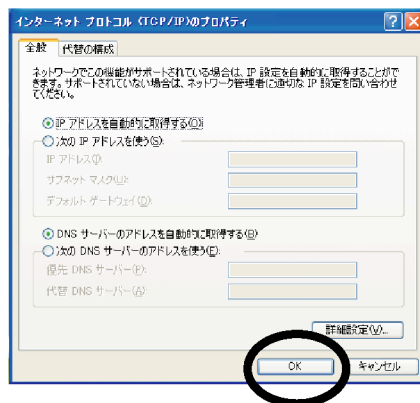 インターネット プロトコル (TCP/IP)のプロパティ
全般
代替の構成
ネットワークでこの機能がサポートされている場合は、IP 設定を自動的に取得することがで
きます。サポートされていない場合は、ネットワーク管理者に適切な IP 設定を問い合わせ
てください。
IP アドレスを自動的に取得する(O)
次の IP アドレスを使う(S):
IP アドレス(I):
サブネット マスク(U):
デフォルト ゲートウェイ(D):
DNS サーバーのアドレスを自動的に取得する(B)
次の DNS サーバーのアドレスを使う(E):
優先 DNS サーバー(P):
代替 DNS サーバー(A):
詳細設定(V)...
OK
キャンセル